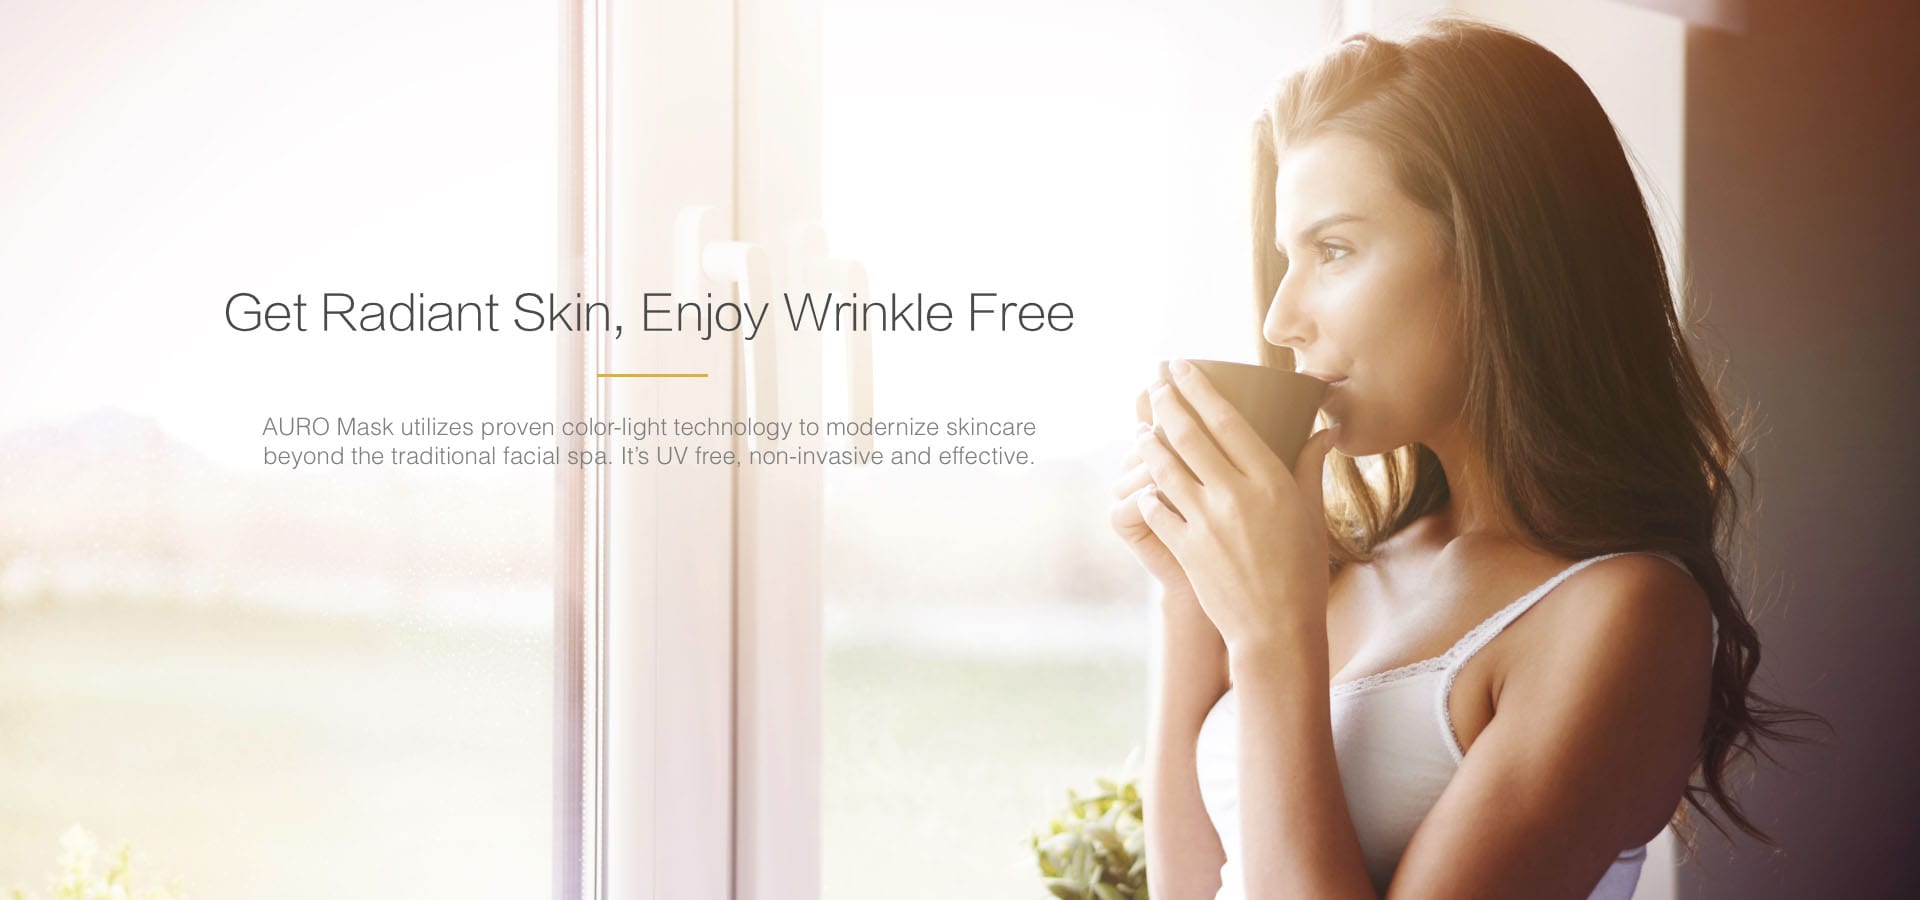 Get Radiant Skin, Enjoy Wrinkle Free
AURO Mask utilizes proven color-light technology to modernize skincare
beyond the traditional facial spa. It’s UV free, non-invasive and effective.